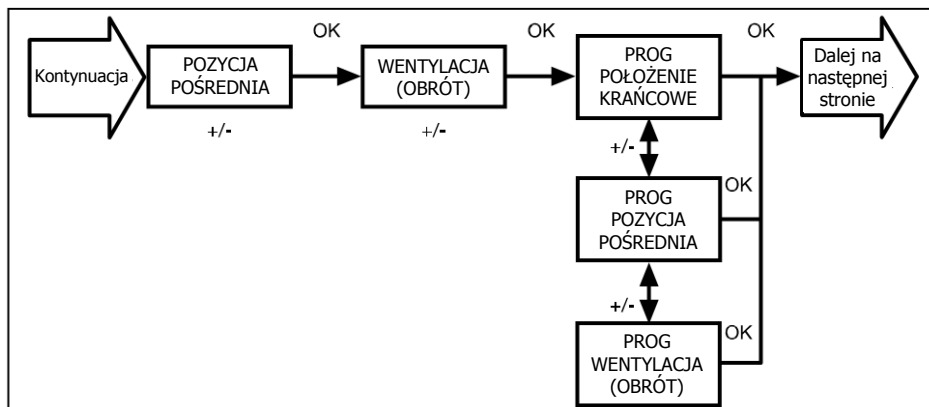 Kontynuacja
POZYCJA
POŚREDNIA
+/-
OK
WENTYLACJA
(OBRÓT)
+/-
OK
PROG
POŁOŻENIE
KRAŃCOWE
OK
Dalej na
następnej
stronie
+/-
PROG
POZYCJA
POŚREDNIA
OK
+/-
PROG
WENTYLACJA
(OBRÓT)
OK